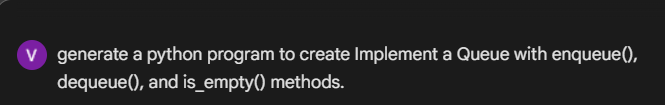 V
generate a python program to create Implement a Queue with enqueue(),
dequeue(), and is_empty() methods.